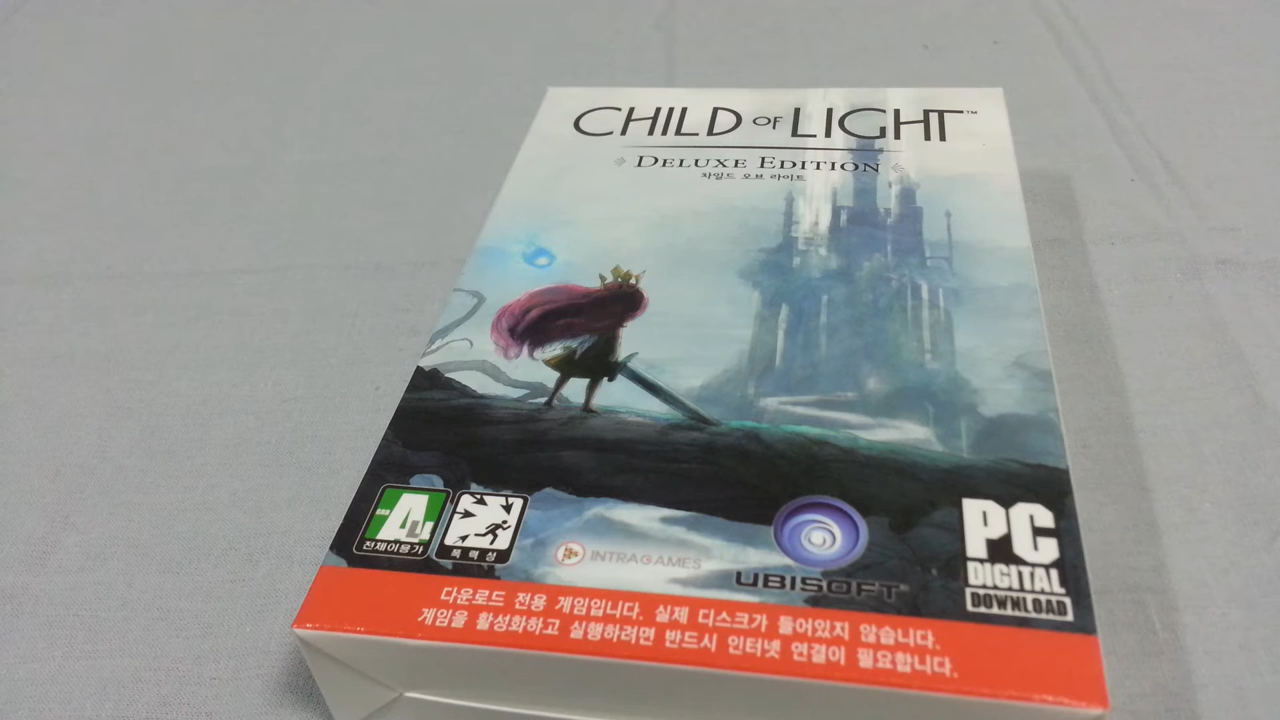 CHILD OF LIGHT™
DELUXE EDITION
차일드 오브 라이트
ALL
전체이용가
폭력성
INTRAGAMES
UBISOFT
PC
DIGITAL
DOWNLOAD
다운로드 전용 게임입니다. 실제 디스크가 들어있지 않습니다.
게임을 활성화하고 실행하려면 반드시 인터넷 연결이 필요합니다.